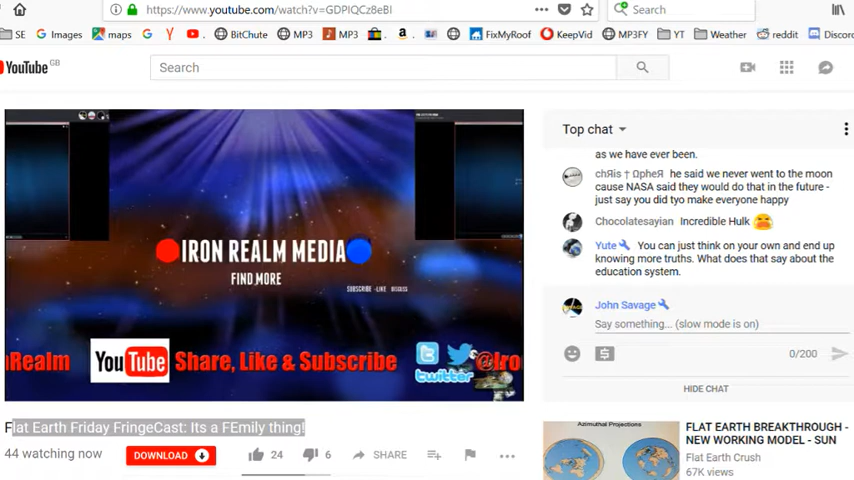 https://www.youtube.com/watch?v=GDPIQCz8eBI
Search
SE Images maps BitChute MP3 MP3 FixMyRoof KeepVid MP3FY YT Weather reddit Discord
YouTube GB
Search
IRON REALM MEDIA
FIND MORE
SUBSCRIBE - LIKE DISCUSS
nRealm YouTube Share, Like & Subscribe twitter @Iro
Flat Earth Friday FringeCast: Its a FEmily thing!
44 watching now DOWNLOAD 24 6 SHARE
Top chat
as we have ever been.
chЯis † ΩpheЯ he said we never went to the moon
cause NASA said they would do that in the future -
just say you did tyo make everyone happy
Chocolatesayian Incredible Hulk
Yute You can just think on your own and end up
knowing more truths. What does that say about the
education system.
John Savage
Say something... (slow mode is on)
0/200
HIDE CHAT
Azimuthal Projections
FLAT EARTH BREAKTHROUGH -
NEW WORKING MODEL - SUN
Flat Earth Crush
67K views